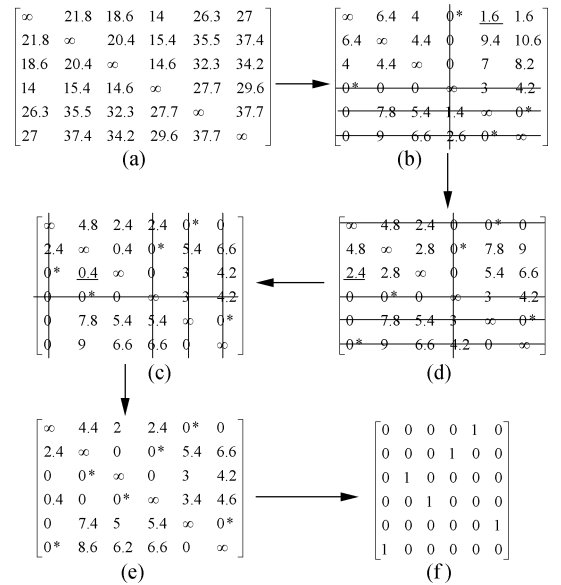 ∞ 21.8 18.6 14 26.3 27
21.8 ∞ 20.4 15.4 35.5 37.4
18.6 20.4 ∞ 14.6 32.3 34.2
14 15.4 14.6 ∞ 27.7 29.6
26.3 35.5 32.3 27.7 ∞ 37.7
27 37.4 34.2 29.6 37.7 ∞
(a)
∞ 6.4 4 0* 1.6 1.6
6.4 ∞ 4.4 0 9.4 10.6
4 4.4 ∞ 0 7 8.2
0* 0 0 ∞ 3 4.2
0 7.8 5.4 1.4 ∞ 0*
0 9 6.6 2.6 0* ∞
(b)
∞ 4.8 2.4 2.4 0* 0
2.4 ∞ 0.4 0* 5.4 6.6
0* 0.4 ∞ 0 3 4.2
0 0* 0 ∞ 3 4.2
0 7.8 5.4 5.4 ∞ 0*
0 9 6.6 6.6 0 ∞
(c)
∞ 4.8 2.4 0 0* 0
4.8 ∞ 2.8 0* 7.8 9
2.4 2.8 ∞ 0 5.4 6.6
0 0* 0 ∞ 3 4.2
0 7.8 5.4 3 ∞ 0*
0* 9 6.6 4.2 0 ∞
(d)
∞ 4.4 2 2.4 0* 0
2.4 ∞ 0 0* 5.4 6.6
0 0* ∞ 0 3 4.2
0.4 0 0* ∞ 3.4 4.6
0 7.4 5 5.4 ∞ 0*
0* 8.6 6.2 6.6 0 ∞
(e)
0 0 0 0 1 0
0 0 0 1 0 0
0 1 0 0 0 0
0 0 1 0 0 0
0 0 0 0 0 1
1 0 0 0 0 0
(f)